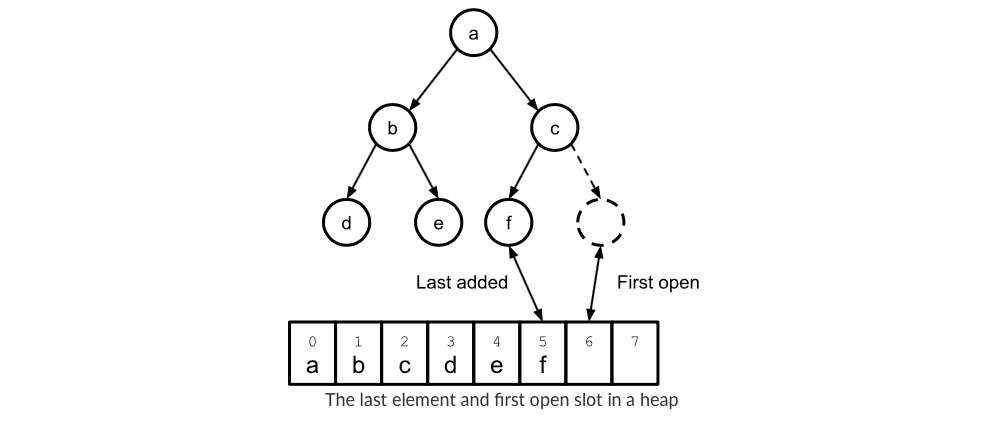 a
b
c
d
e
f
Last added
First open
0 1 2 3 4 5 6 7
a b c d e f
The last element and first open slot in a heap